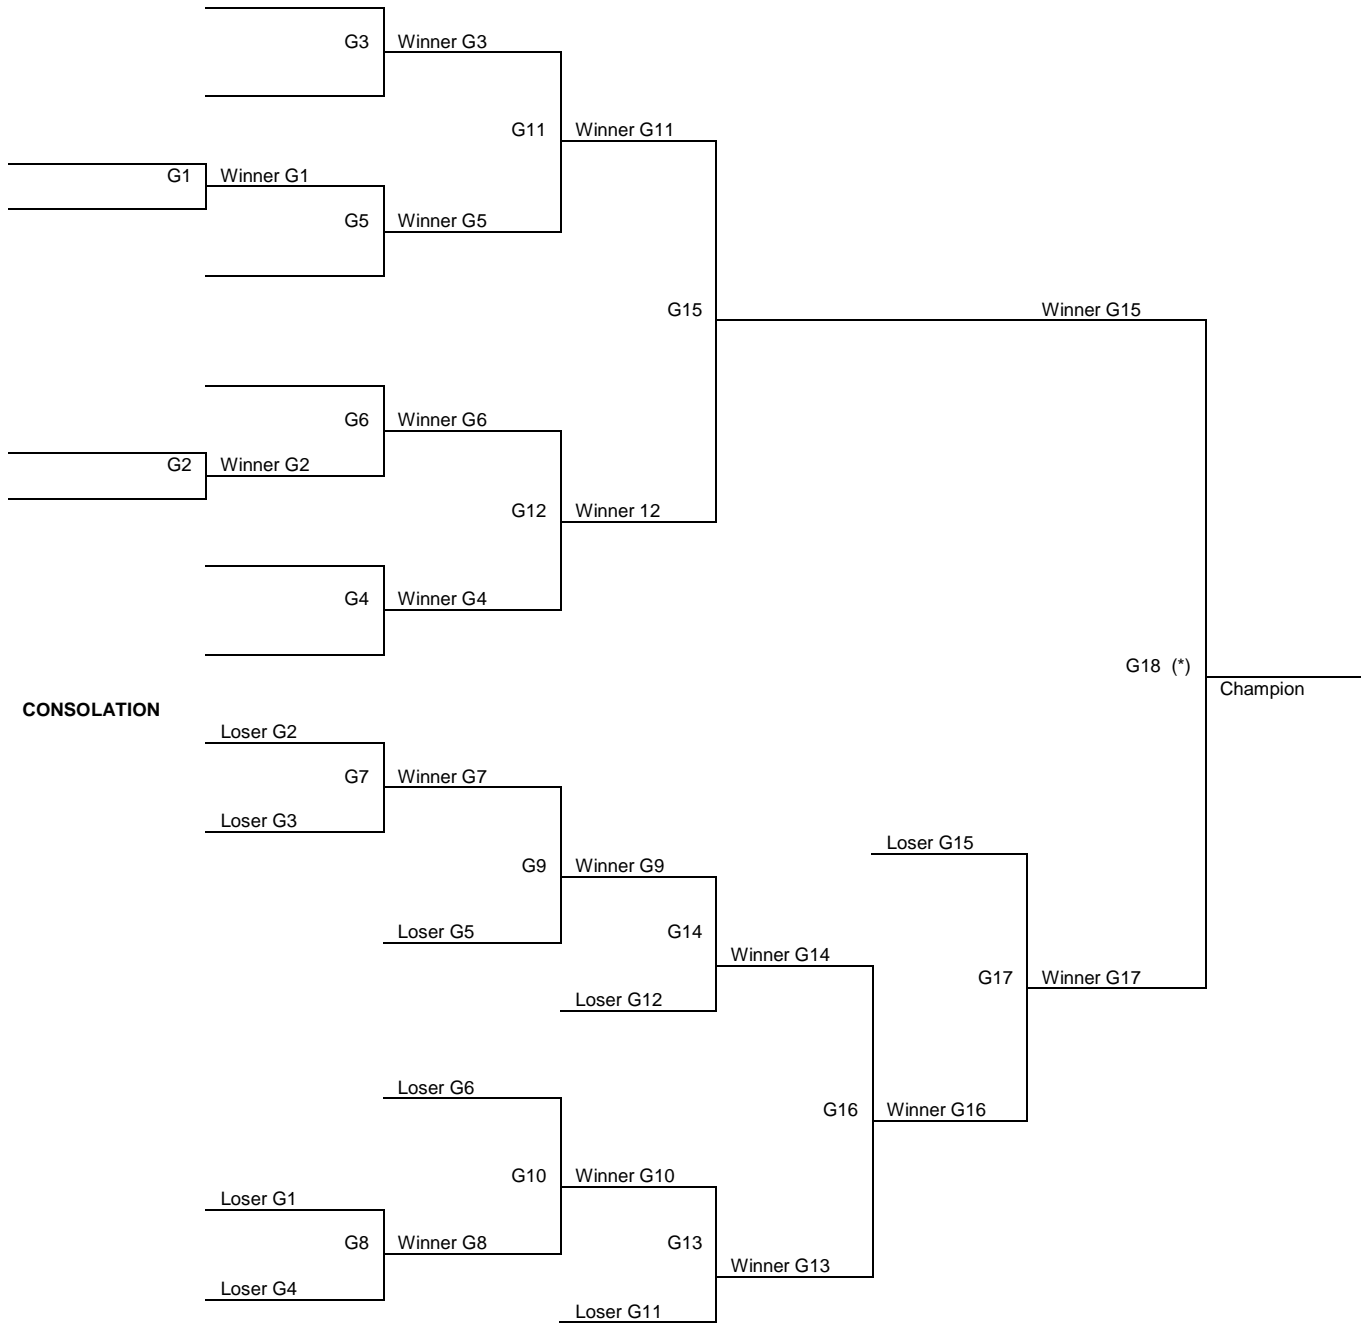 G3 Winner G3
G11 Winner G11
G1 Winner G1
G5 Winner G5
G15 Winner G15
G6 Winner G6
G2 Winner G2
G12 Winner 12
G4 Winner G4
G18 (*)
Champion
CONSOLATION
Loser G2
G7 Winner G7
Loser G3
Loser G15
G9 Winner G9
Loser G5
G14
Winner G14
G17 Winner G17
Loser G12
Loser G6
G16 Winner G16
G10 Winner G10
Loser G1
G8 Winner G8
G13
Winner G13
Loser G4
Loser G11